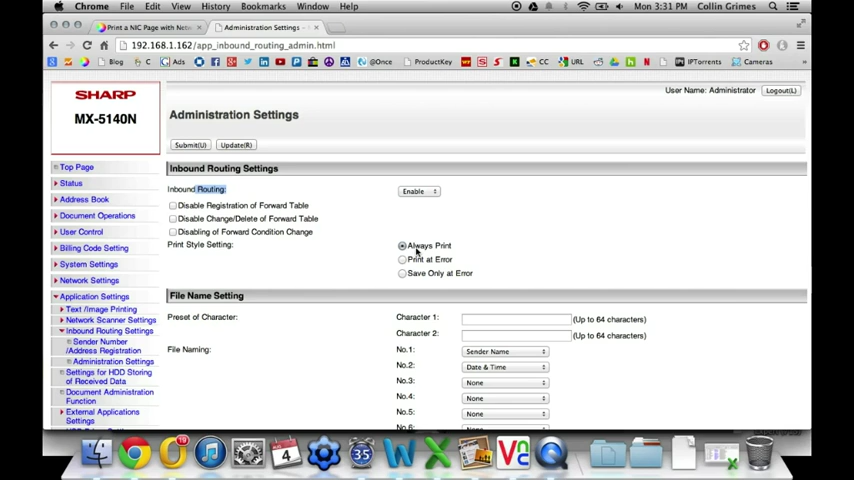 Chrome File Edit View History Bookmarks Window Help Mon 3:31 PM Collin Grimes
Print a NIC Page with Netw Administration Settings -
192.168.1.162/app_inbound_routing_admin.html
Blog Ads @Once ProductKey CC URL IPTorrents Cameras
User Name: Administrator Logout(L)
SHARP
MX-5140N
Administration Settings
Submit(U) Update(R)
Top Page
Status
Address Book
Document Operations
User Control
Billing Code Setting
System Settings
Network Settings
Application Settings
Text /Image Printing
Network Scanner Settings
Inbound Routing Settings
Sender Number
/Address Registration
Administration Settings
Settings for HDD Storing
of Received Data
Document Administration
Function
External Applications
Settings
Inbound Routing Settings
Inbound Routing: Enable
Disable Registration of Forward Table
Disable Change/Delete of Forward Table
Disabling of Forward Condition Change
Print Style Setting: Always Print
Print at Error
Save Only at Error
File Name Setting
Preset of Character: Character 1: (Up to 64 characters)
Character 2: (Up to 64 characters)
File Naming: No.1: Sender Name
No.2: Date & Time
No.3: None
No.4: None
No.5: None
No.6:
19 4 35